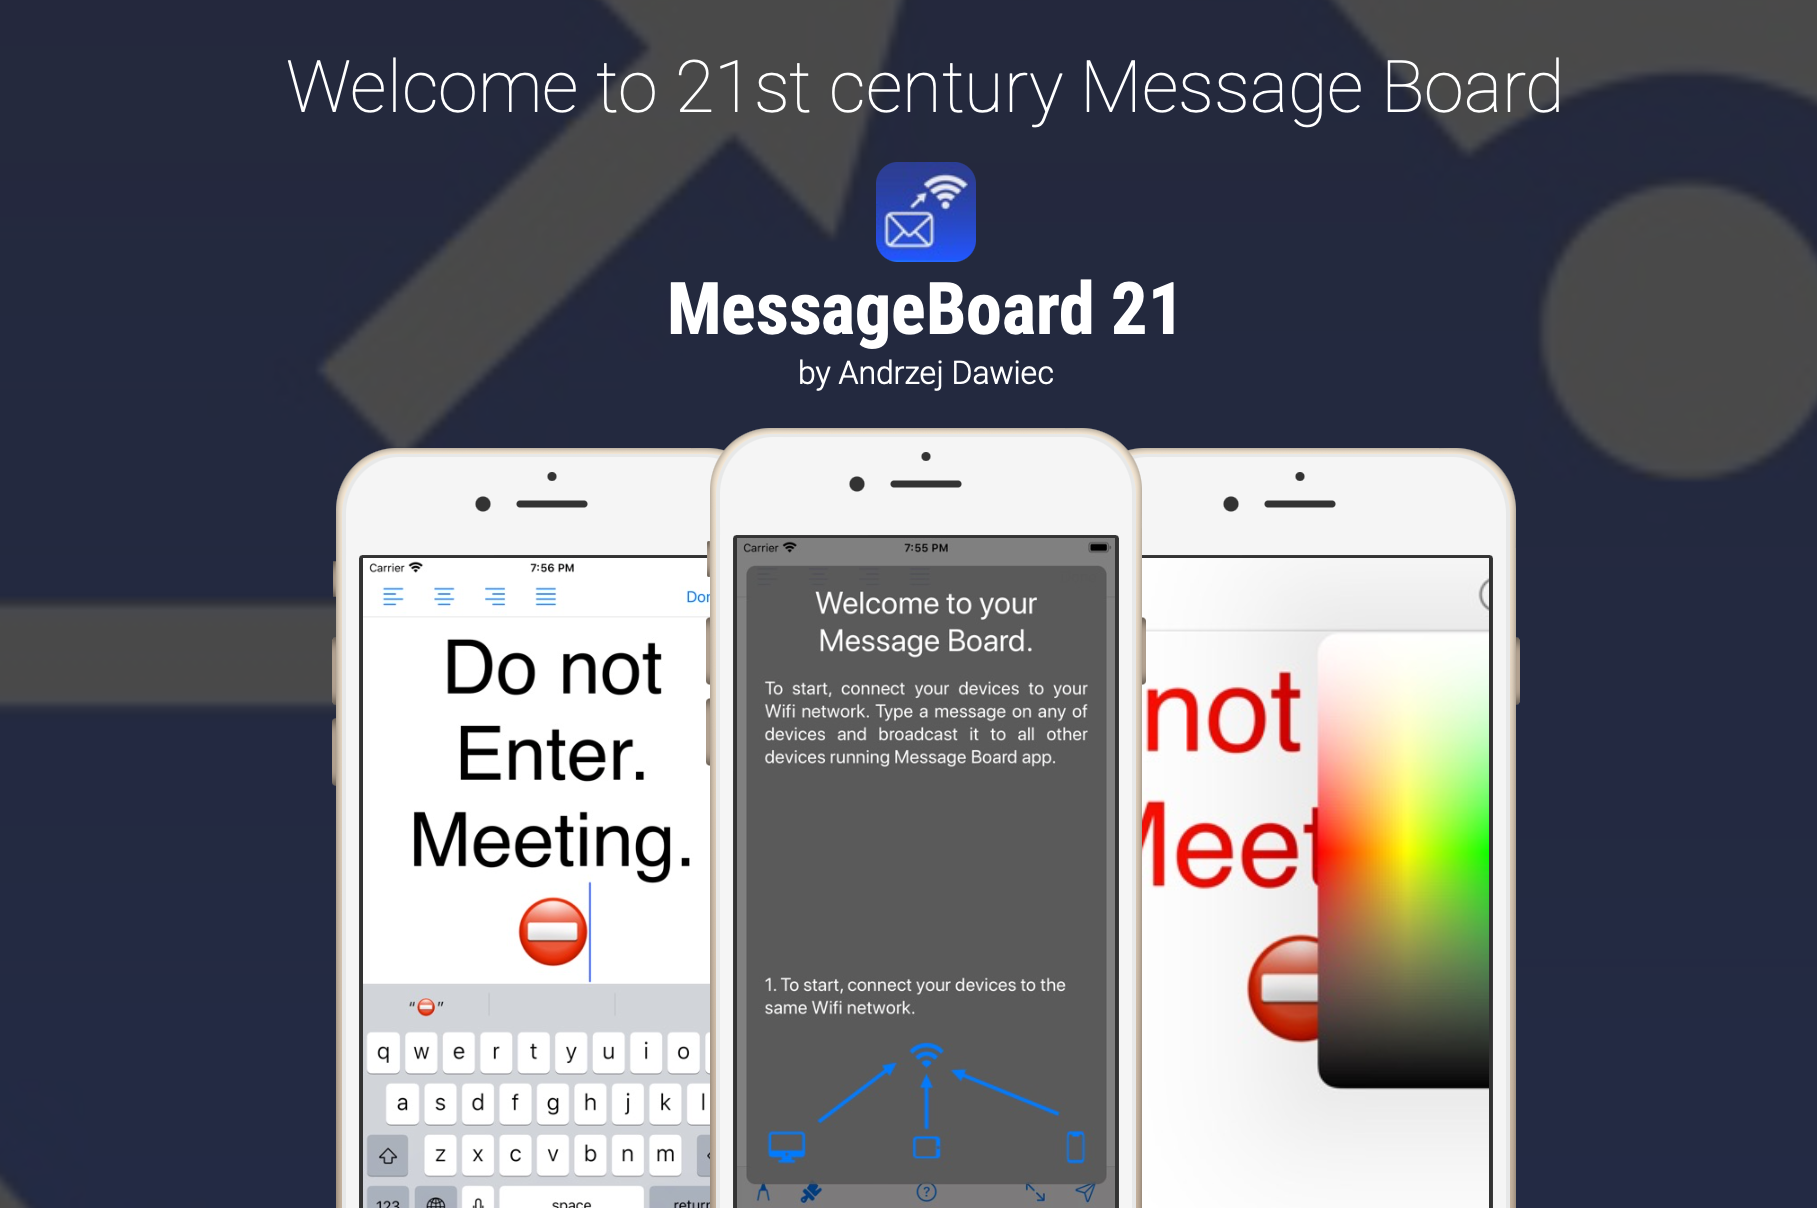 Welcome to 21st century Message Board
MessageBoard 21
by Andrzej Dawiec
Carrier 7:56 PM
Do not
Enter.
Meeting.
"⛔"
q w e r t y u i o
a s d f g h j k l
z x c v b n m
123 space
Carrier 7:55 PM
Welcome to your
Message Board.
To start, connect your devices to your
Wifi network. Type a message on any of
devices and broadcast it to all other
devices running Message Board app.
1. To start, connect your devices to the
same Wifi network.
not